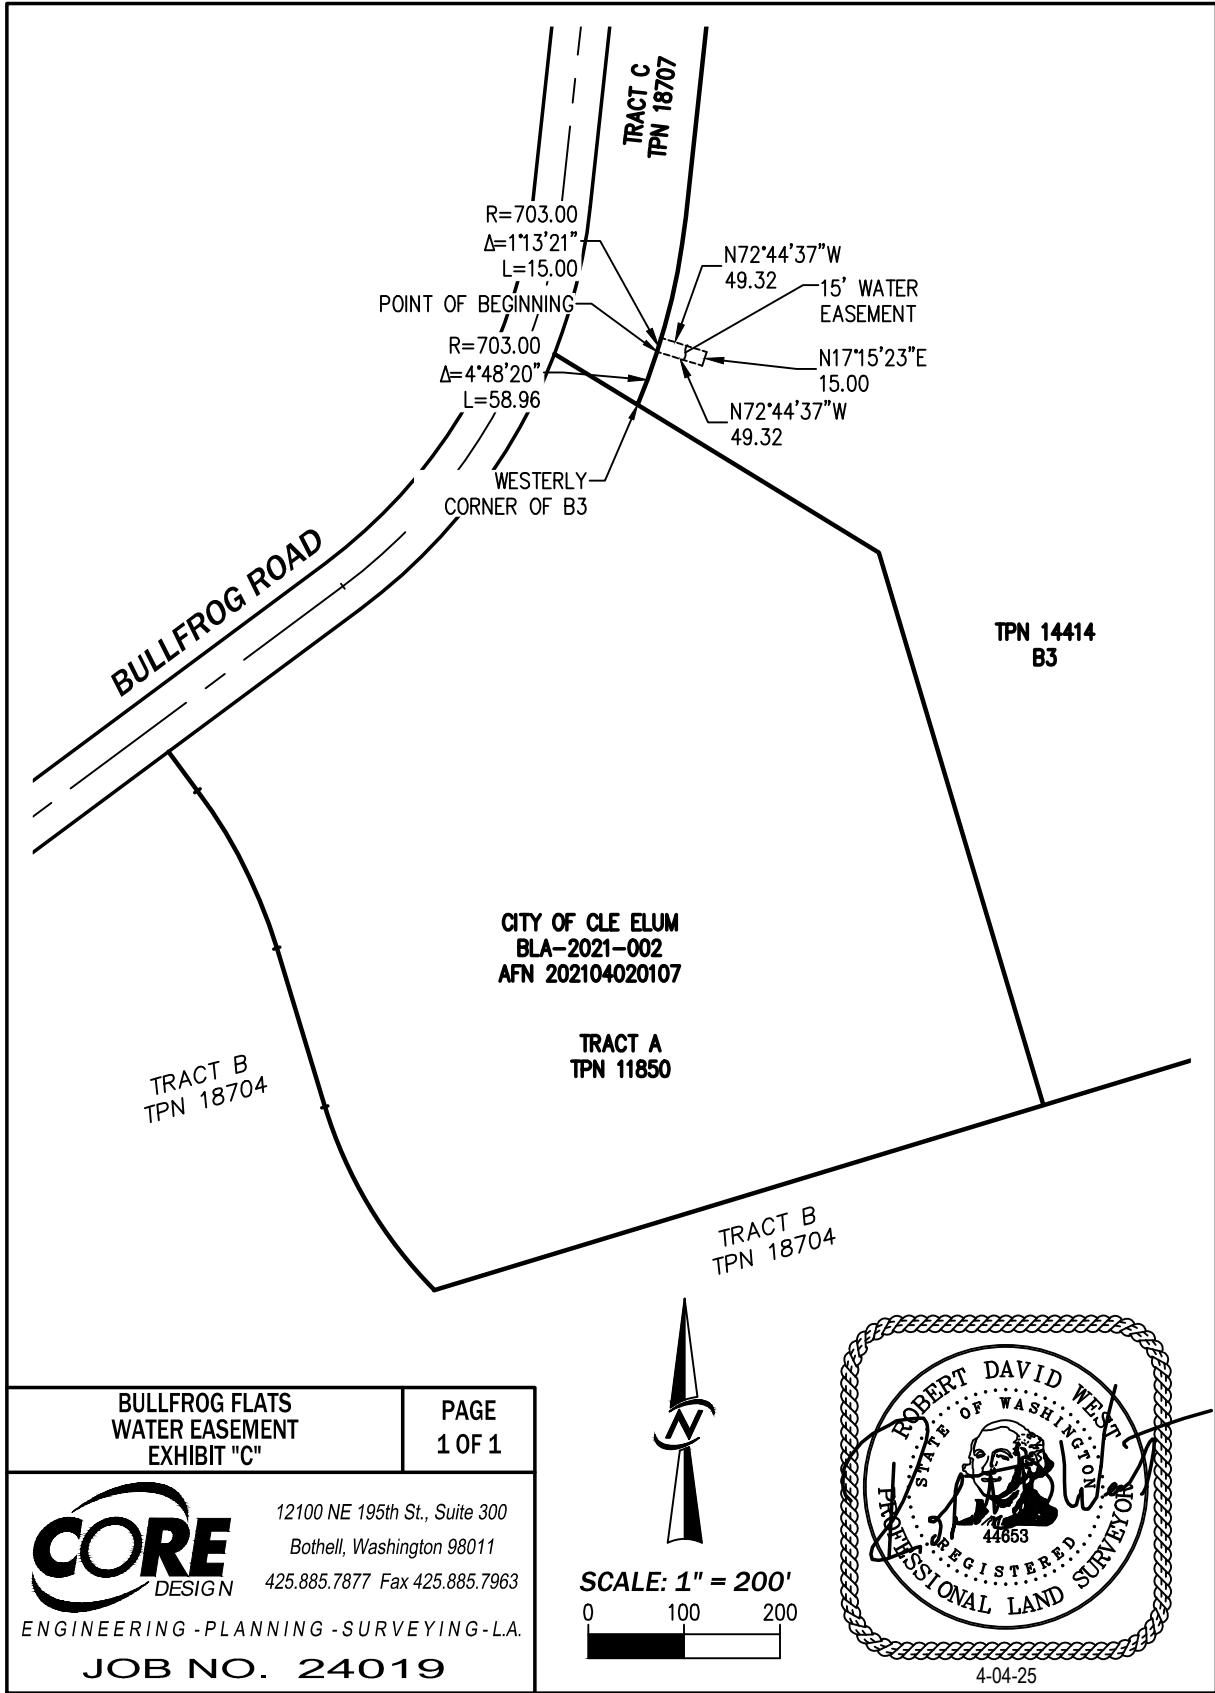 TRACT C
TPN 18707
R=703.00
Δ=1°13'21"
L=15.00
POINT OF BEGINNING
R=703.00
Δ=4°48'20"
L=58.96
N72°44'37"W
49.32
15' WATER
EASEMENT
N17°15'23"E
15.00
N72°44'37"W
49.32
WESTERLY
CORNER OF B3
BULLFROG ROAD
TPN 14414
B3
CITY OF CLE ELUM
BLA-2021-002
AFN 202104020107
TRACT A
TPN 11850
TRACT B
TPN 18704
TRACT B
TPN 18704
BULLFROG FLATS
WATER EASEMENT
EXHIBIT "C"
PAGE
1 OF 1
CORE
DESIGN
12100 NE 195th St., Suite 300
Bothell, Washington 98011
425.885.7877 Fax 425.885.7963
ENGINEERING-PLANNING-SURVEYING-L.A.
JOB NO. 24019
N
SCALE: 1" = 200'
0 100 200
ROBERT DAVID WEST
STATE OF WASHINGTON
44653
REGISTERED
PROFESSIONAL LAND SURVEYOR
4-04-25